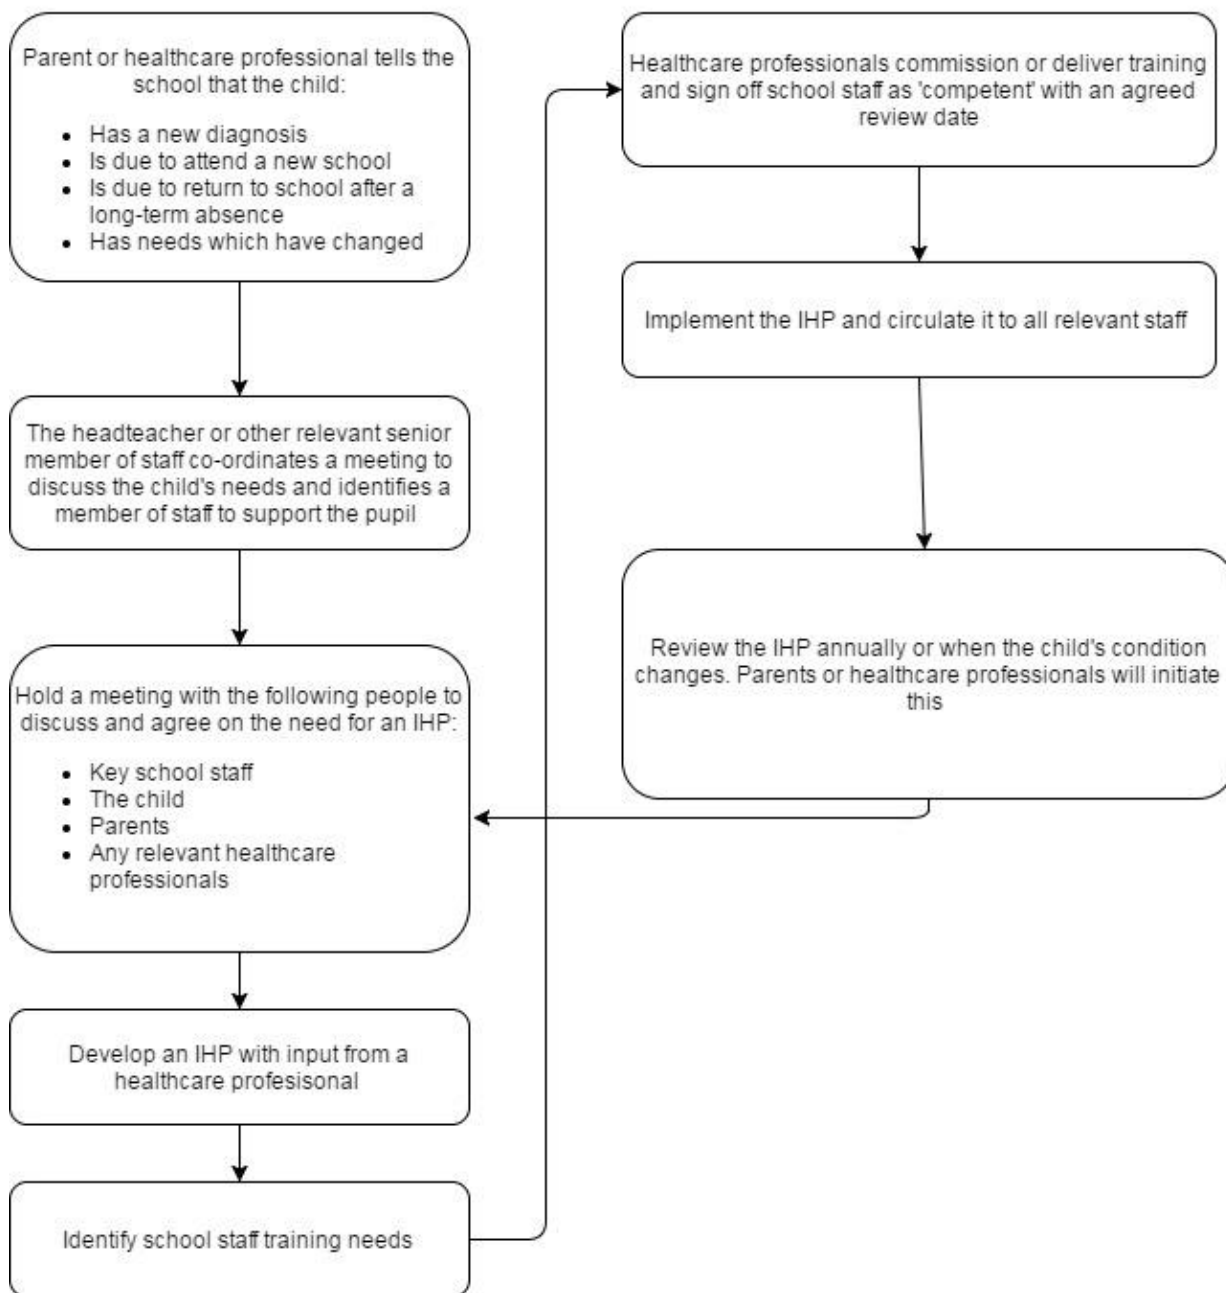 Parent or healthcare professional tells the
school that the child:
• Has a new diagnosis
• Is due to attend a new school
• Is due to return to school after a
long-term absence
• Has needs which have changed
The headteacher or other relevant senior
member of staff co-ordinates a meeting to
discuss the child's needs and identifies a
member of staff to support the pupil
Hold a meeting with the following people to
discuss and agree on the need for an IHP:
• Key school staff
• The child
• Parents
• Any relevant healthcare
professionals
Develop an IHP with input from a
healthcare profesisonal
Identify school staff training needs
Healthcare professionals commission or deliver training
and sign off school staff as 'competent' with an agreed
review date
Implement the IHP and circulate it to all relevant staff
Review the IHP annually or when the child's condition
changes. Parents or healthcare professionals will initiate
this